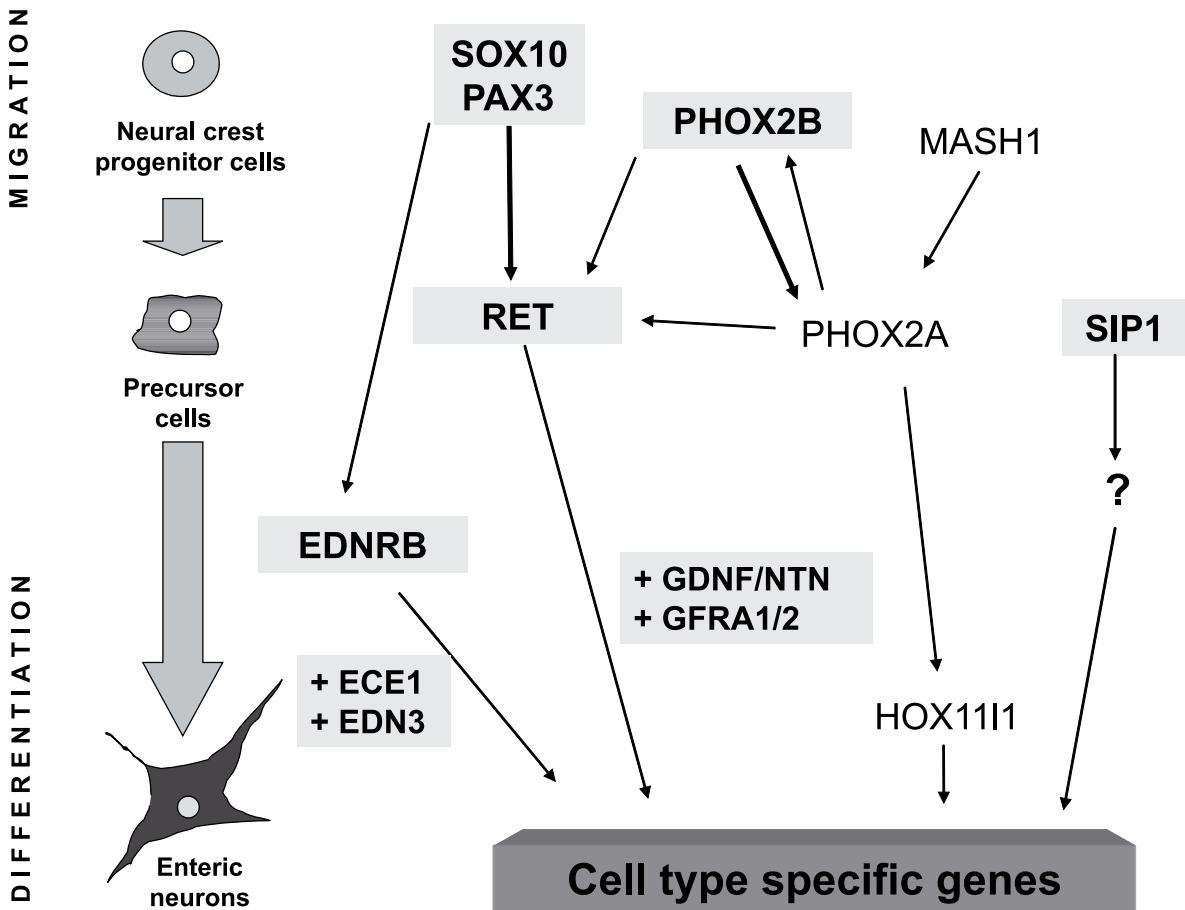 MIGRATION
SOX10
PAX3
PHOX2B
MASH1
Neural crest
progenitor cells
RET
PHOX2A
SIP1
Precursor
cells
?
EDNRB
+ GDNF/NTN
+ GFRA1/2
DIFFERENTIATION
+ ECE1
+ EDN3
HOX11l1
Enteric
neurons
Cell type specific genes